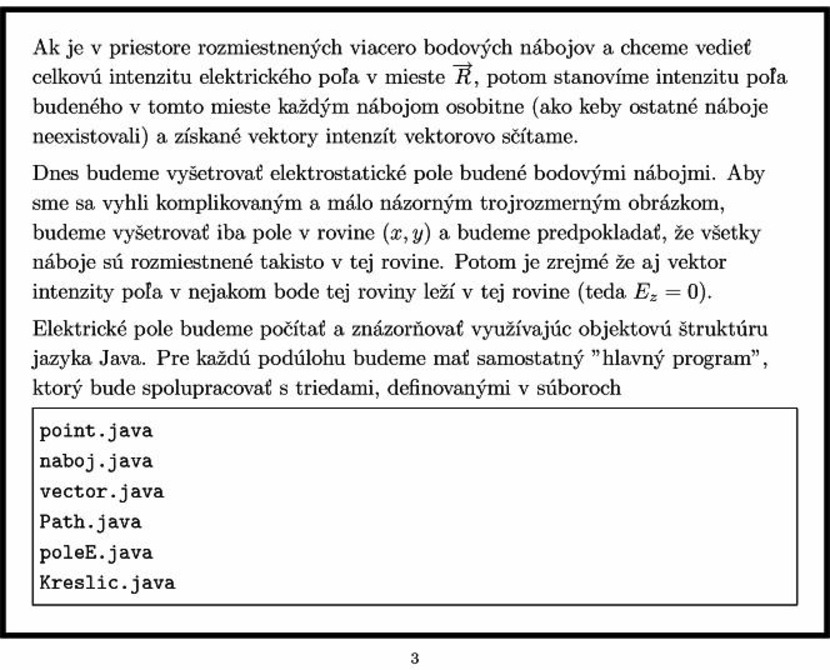 Ak je v priestore rozmiestnených viacero bodových nábojov a chceme vedieť
celkovú intenzitu elektrického poľa v mieste R⃗, potom stanovíme intenzitu poľa
budeného v tomto mieste každým nábojom osobitne (ako keby ostatné náboje
neexistovali) a získané vektory intenzít vektorovo sčítame.
Dnes budeme vyšetrovať elektrostatické pole budené bodovými nábojmi. Aby
sme sa vyhli komplikovaným a málo názorným trojrozmerným obrázkom,
budeme vyšetrovať iba pole v rovine (x, y) a budeme predpokladať, že všetky
náboje sú rozmiestnené takisto v tej rovine. Potom je zrejmé že aj vektor
intenzity poľa v nejakom bode tej roviny leží v tej rovine (teda E_z = 0).
Elektrické pole budeme počítať a znázorňovať využívajúc objektovú štruktúru
jazyka Java. Pre každú podúlohu budeme mať samostatný ”hlavný program”,
ktorý bude spolupracovať s triedami, definovanými v súboroch
point.java
naboj.java
vector.java
Path.java
poleE.java
Kreslic.java
3